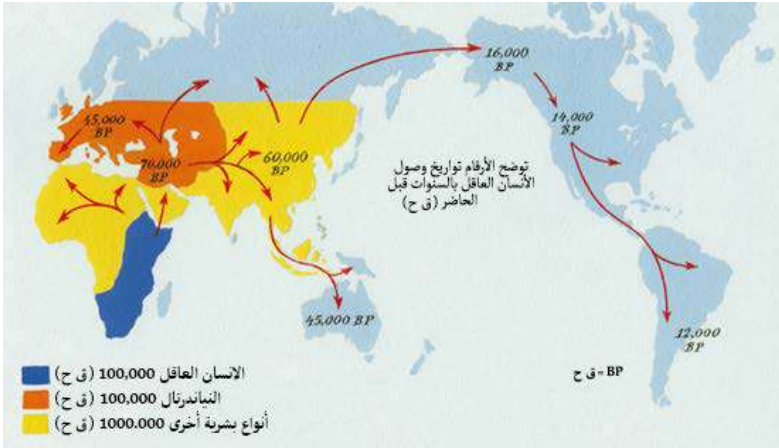 16,000
BP
45,000
BP
14,000
BP
70,000
BP
60,000
BP
توضح الأرقام تواريخ وصول
الأنسان العاقل بالسنوات قبل
الحاضر (ق ح)
45,000 BP
12,000
BP
BP = ق ح
الانسان العاقل 100,000 (ق ح)
النياندرتال 100,000 (ق ح)
أنواع بشرية أخرى 1000.000 (ق ح)